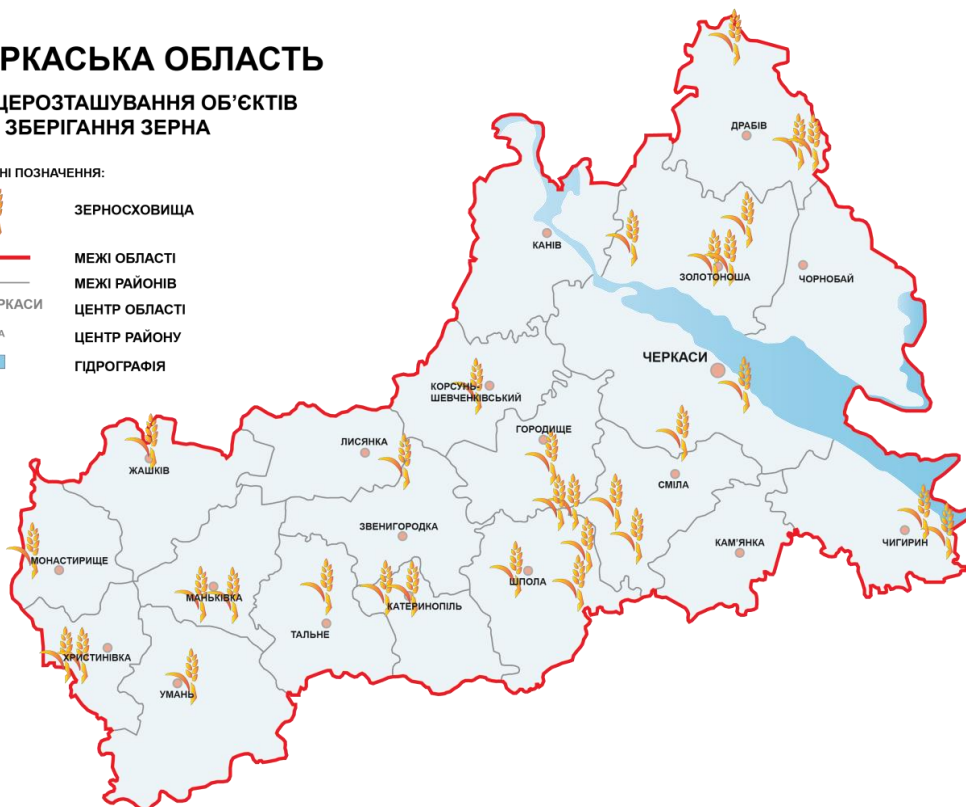 РКАСЬКА ОБЛАСТЬ
ЦЕРОЗТАШУВАННЯ ОБ’ЄКТІВ
ЗБЕРІГАННЯ ЗЕРНА
НІ ПОЗНАЧЕННЯ:
ЗЕРНОСХОВИЩА
МЕЖІ ОБЛАСТІ
МЕЖІ РАЙОНІВ
РКАСИ ЦЕНТР ОБЛАСТІ
А ЦЕНТР РАЙОНУ
ГІДРОГРАФІЯ
ДРАБІВ
КАНІВ
ЗОЛОТОНОША
ЧОРНОБАЙ
ЧЕРКАСИ
КОРСУНЬ-
ШЕВЧЕНКІВСЬКИЙ
ГОРОДИЩЕ
ЛИСЯНКА
ЖАШКІВ
СМІЛА
ЗВЕНИГОРОДКА
КАМ’ЯНКА
ЧИГИРИН
МОНАСТИРИЩЕ
МАНЬКІВКА
КАТЕРИНОПІЛЬ
ШПОЛА
ТАЛЬНЕ
ХРИСТИНІВКА
УМАНЬ